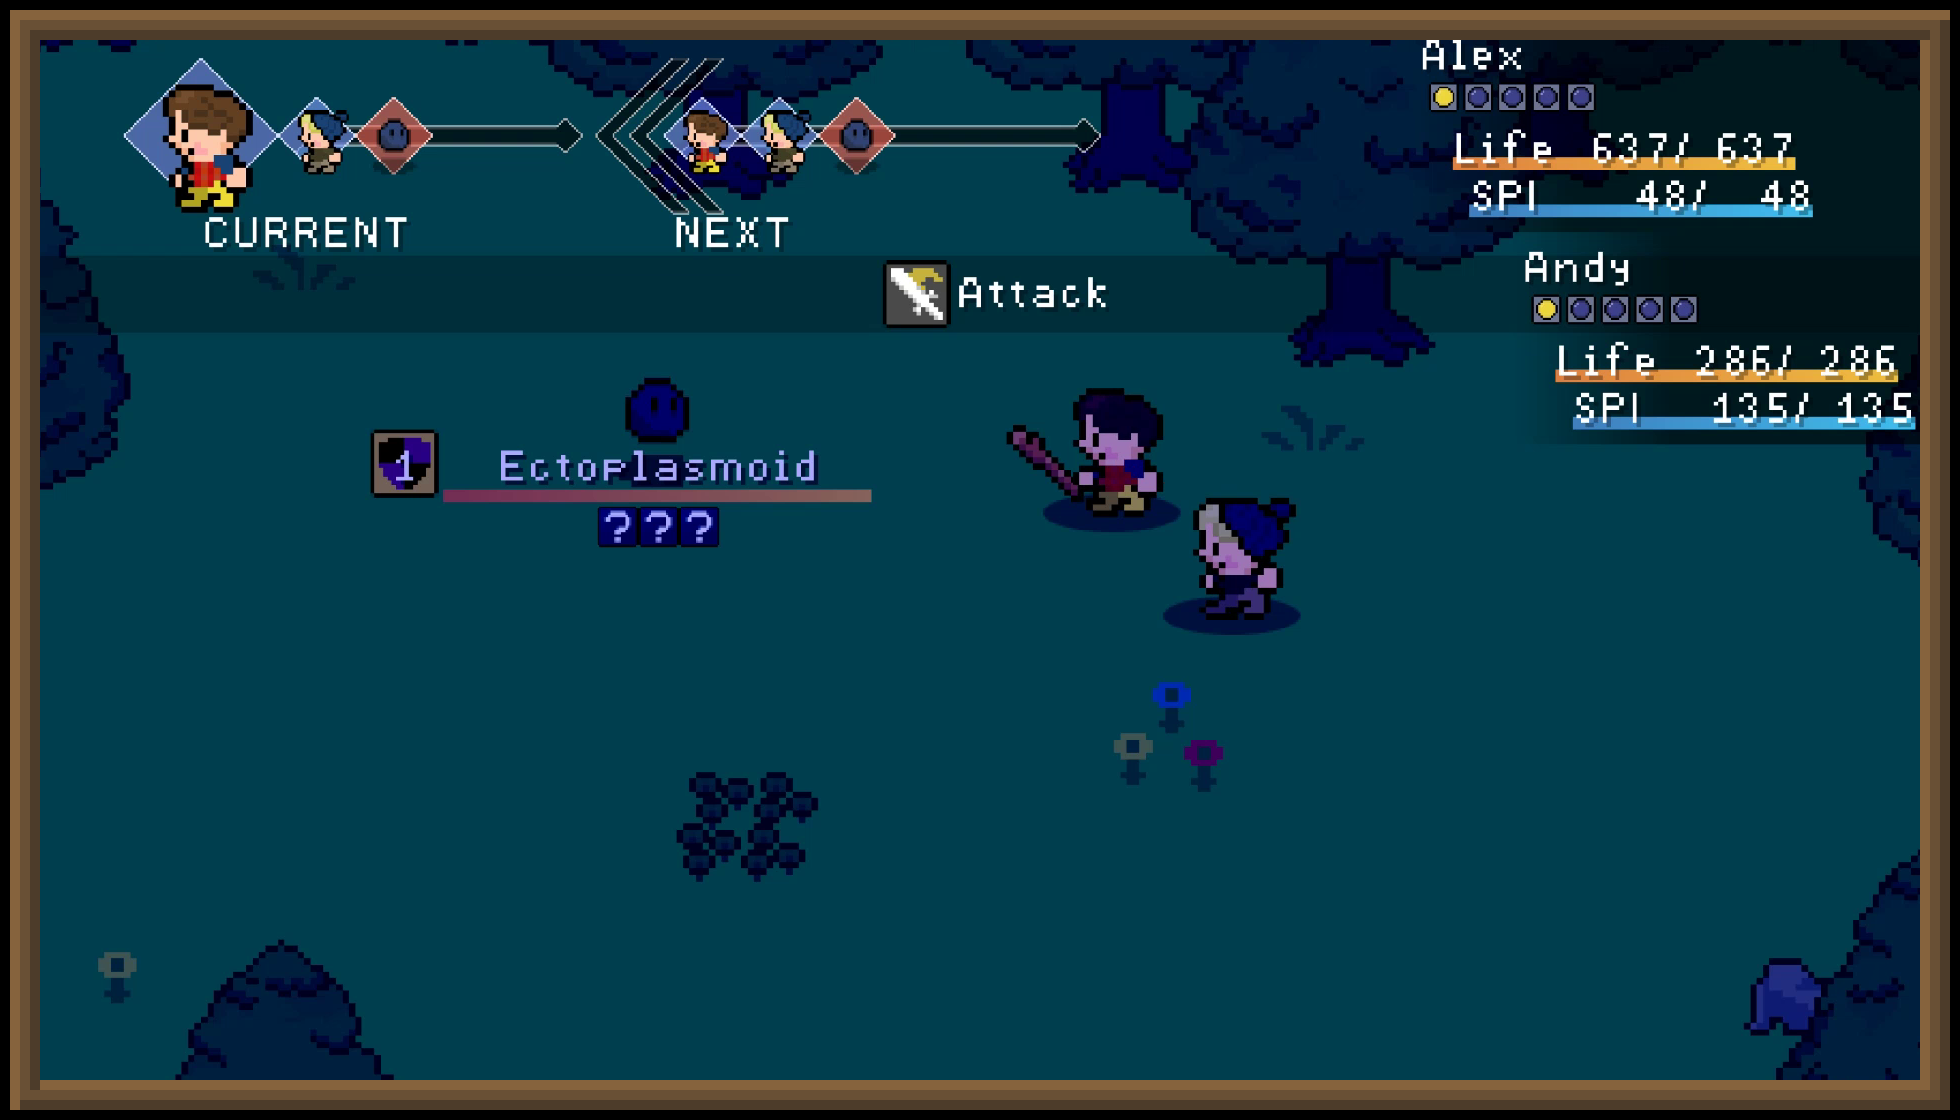 CURRENT
NEXT
Attack
Alex
Life 637/ 637
SPI 48/ 48
Andy
Life 286/ 286
SPI 135/ 135
1
Ectoplasmoid
???